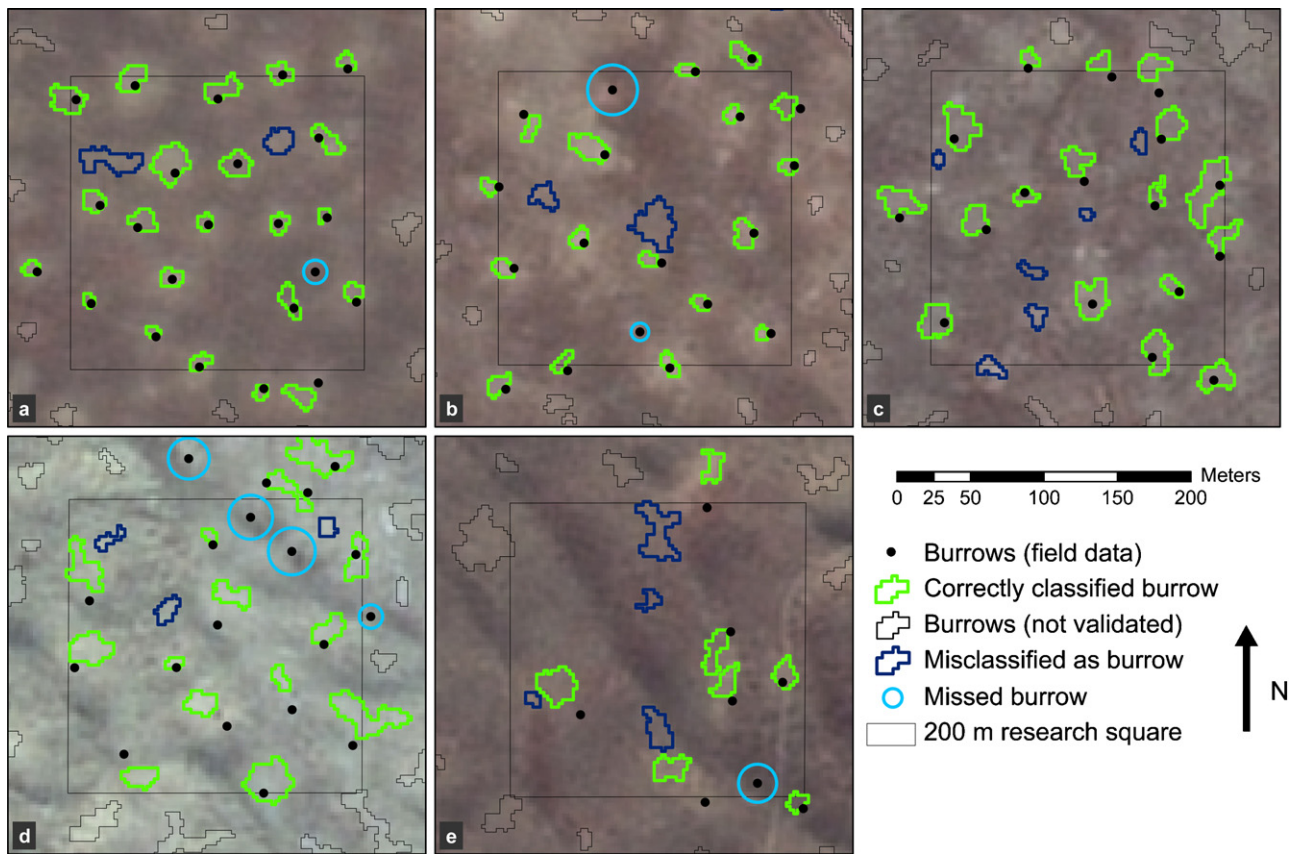 a
b
c
d
e
Meters
0 25 50 100 150 200
Burrows (field data)
Correctly classified burrow
Burrows (not validated)
Misclassified as burrow
Missed burrow
200 m research square
N